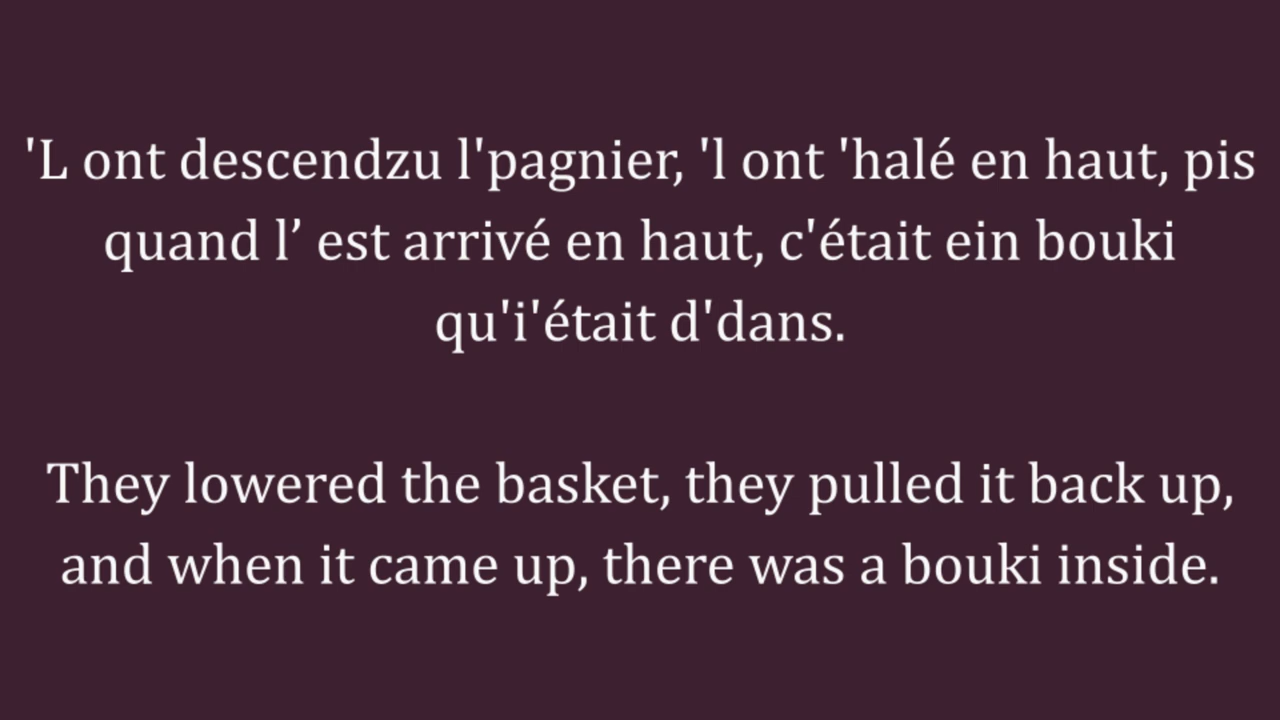 'L ont descendzu l'pagnier, 'l ont 'halé en haut, pis
quand l’ est arrivé en haut, c'était ein bouki
qu'i'était d'dans.
They lowered the basket, they pulled it back up,
and when it came up, there was a bouki inside.